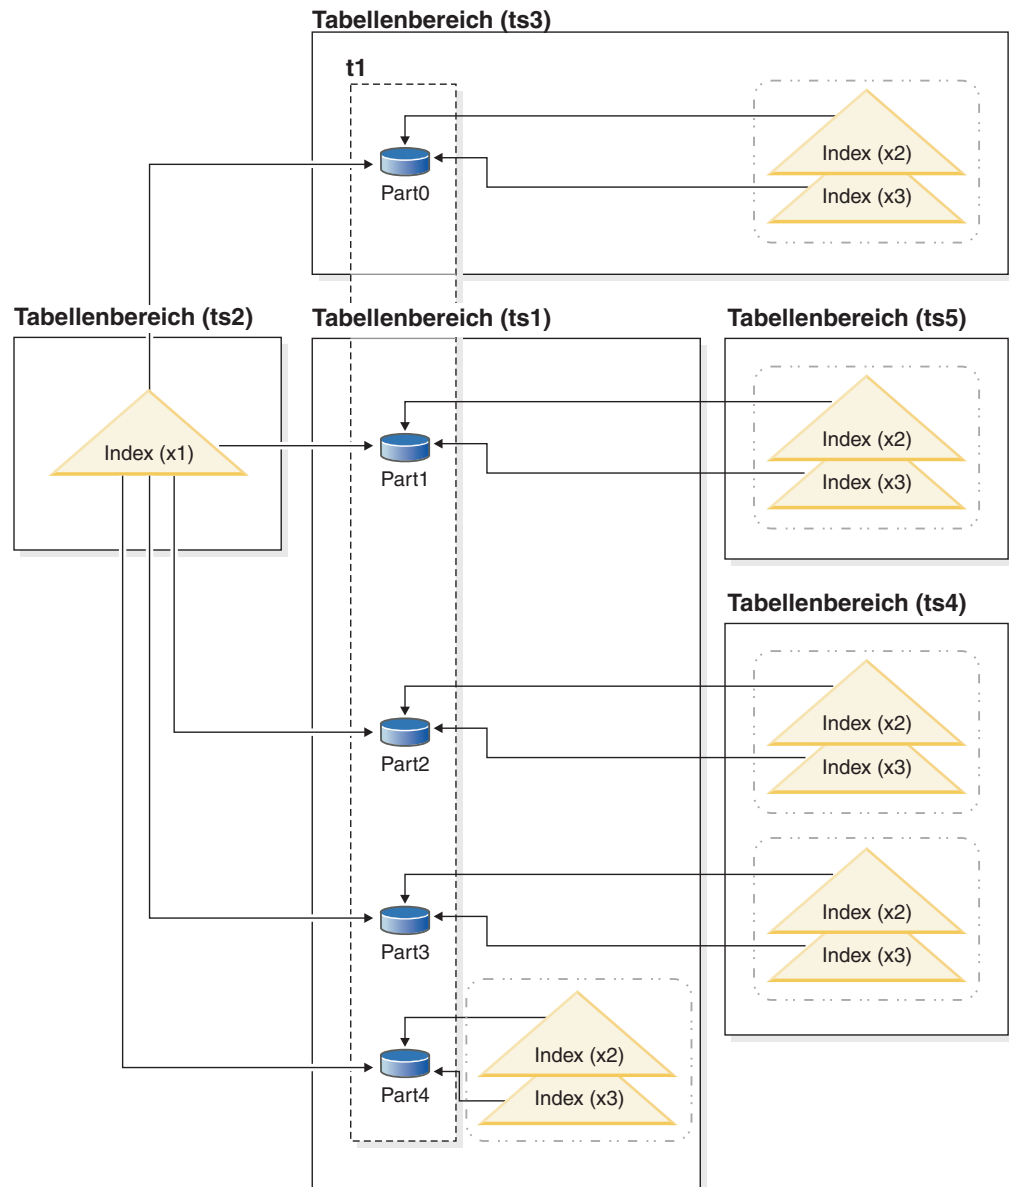 Tabellenbereich (ts3)
t1
Part0
Index (x2)
Index (x3)
Tabellenbereich (ts2)
Index (x1)
Tabellenbereich (ts1)
Part1
Tabellenbereich (ts5)
Index (x2)
Index (x3)
Tabellenbereich (ts4)
Part2
Index (x2)
Index (x3)
Part3
Index (x2)
Index (x3)
Part4
Index (x2)
Index (x3)